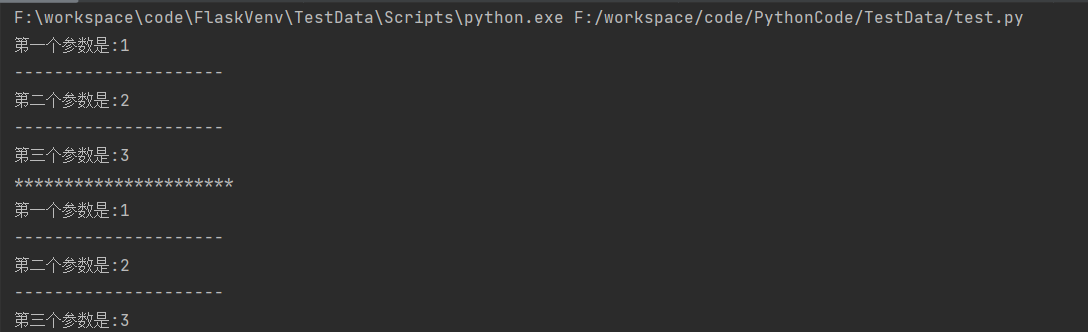 F:\workspace\code\FlaskVenv\TestData\Scripts\python.exe F:/workspace/code/PythonCode/TestData/test.py
第一个参数是:1
---------------------
第二个参数是:2
---------------------
第三个参数是:3
**********************
第一个参数是:1
---------------------
第二个参数是:2
---------------------
第三个参数是:3